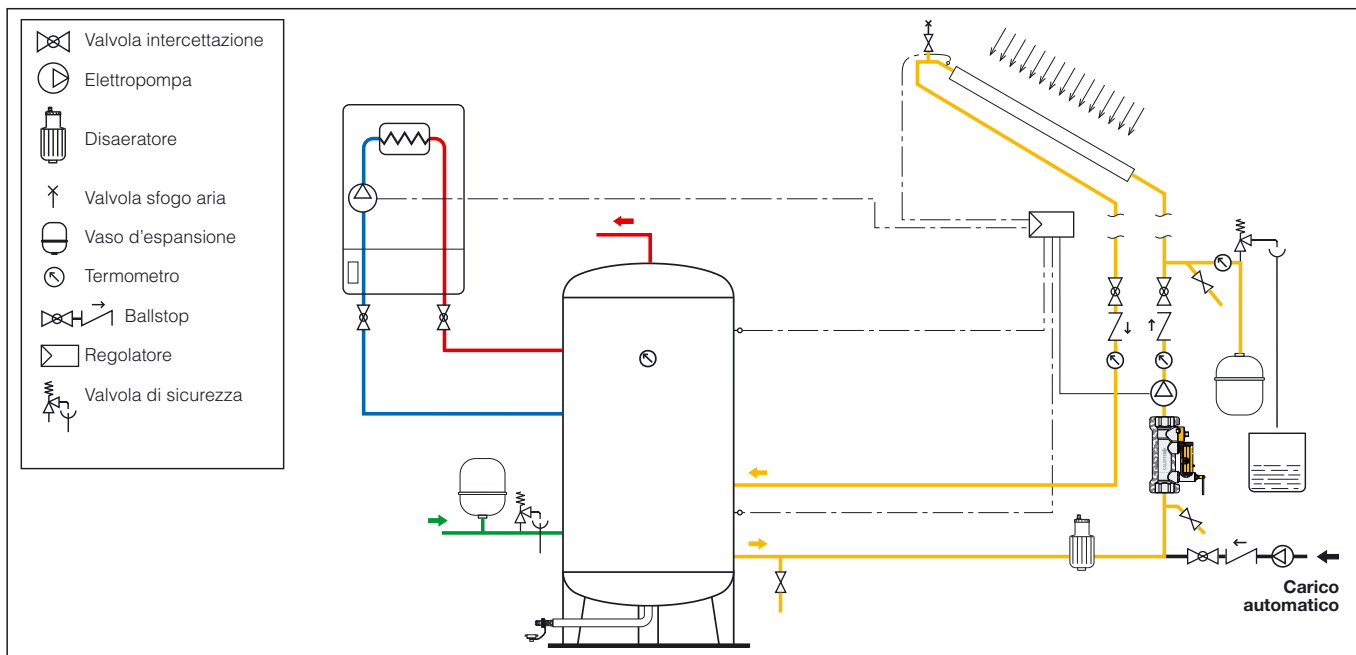 Valvola intercettazione
Elettropompa
Disaeratore
Valvola sfogo aria
Vaso d'espansione
Termometro
Ballstop
Regolatore
Valvola di sicurezza
Carico
automatico